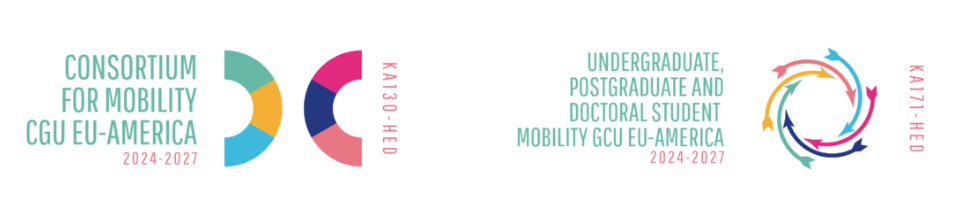 CONSORTIUM
FOR MOBILITY
CGU EU-AMERICA
2024-2027
KA130-HED
UNDERGRADUATE,
POSTGRADUATE AND
DOCTORAL STUDENT
MOBILITY GCU EU-AMERICA
2024-2027
KA171-HED